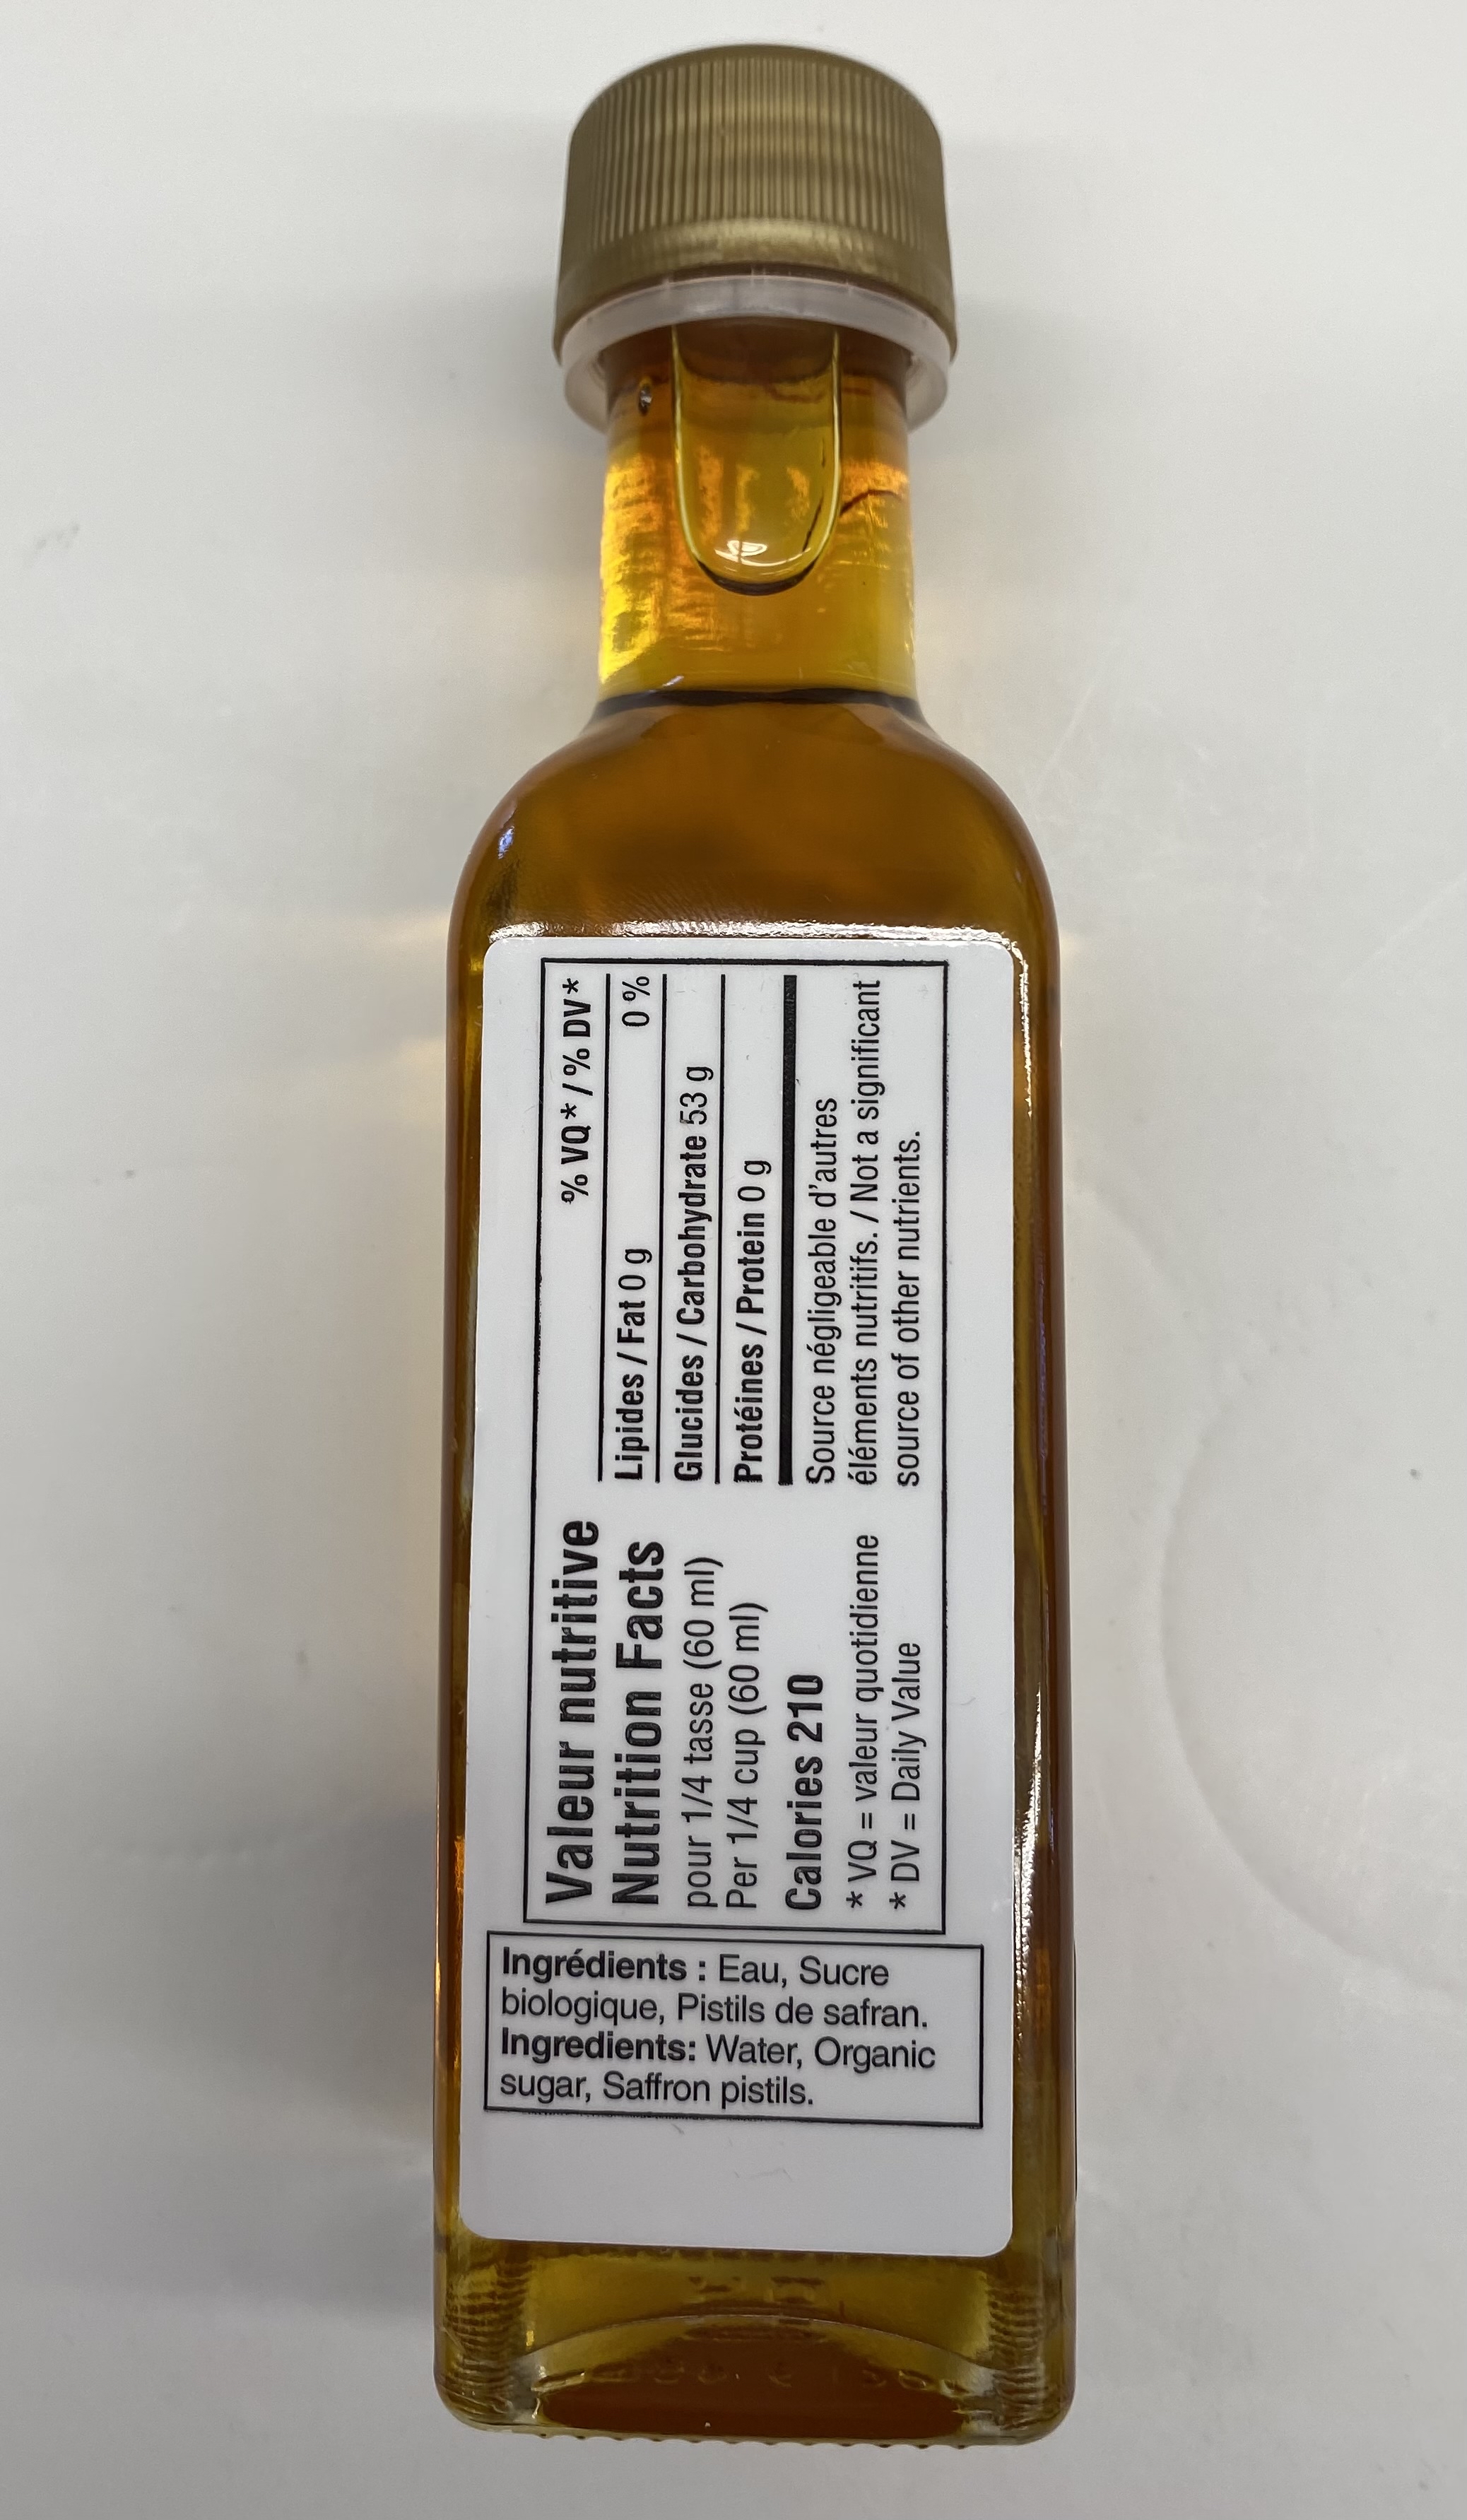 Valeur nutritive
Nutrition Facts
pour 1/4 tasse (60 ml)
Per 1/4 cup (60 ml)
Calories 210
* VQ = valeur quotidienne
* DV = Daily Value
% VQ* / % DV*
Lipides / Fat 0 g 0 %
Glucides / Carbohydrate 53 g
Protéines / Protein 0 g
Source négligeable d'autres
éléments nutritifs. / Not a significant
source of other nutrients.
Ingrédients : Eau, Sucre
biologique, Pistils de safran.
Ingredients: Water, Organic
sugar, Saffron pistils.